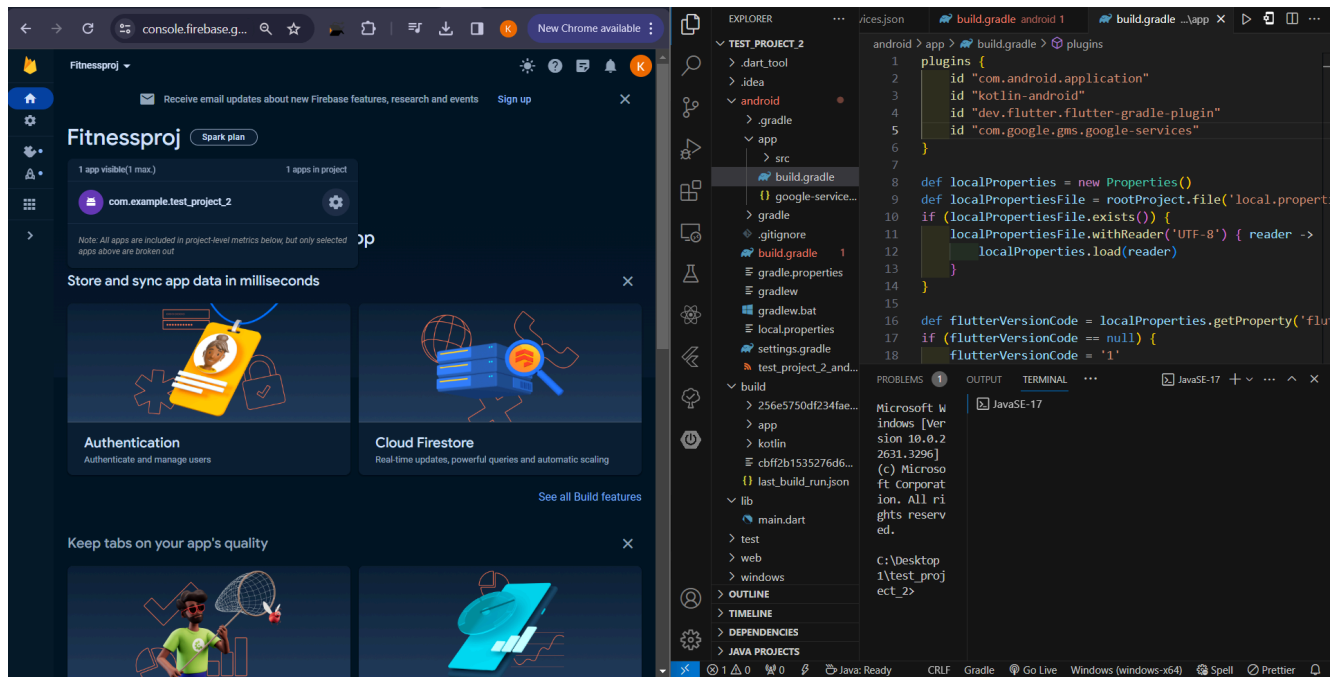 console.firebase.g...
K
New Chrome available
Fitnessproj
K
Receive email updates about new Firebase features, research and events Sign up
Fitnessproj Spark plan
1 app visible(1 max.) 1 apps in project
com.example.test_project_2
Note: All apps are included in project-level metrics below, but only selected
apps above are broken out
pp
Store and sync app data in milliseconds
Authentication
Authenticate and manage users
Cloud Firestore
Real-time updates, powerful queries and automatic scaling
See all Build features
Keep tabs on your app's quality
EXPLORER
TEST_PROJECT_2
.dart_tool
.idea
android
.gradle
app
src
build.gradle
google-service...
gradle
.gitignore
build.gradle 1
gradle.properties
gradlew
gradlew.bat
local.properties
settings.gradle
test_project_2_and...
build
256e5750df234fae...
app
kotlin
cbff2b1535276d6...
last_build_run.json
lib
main.dart
test
web
windows
OUTLINE
TIMELINE
DEPENDENCIES
JAVA PROJECTS
vices.json build.gradle android 1 build.gradle ...\app
android > app > build.gradle > plugins
1 plugins {
2 id "com.android.application"
3 id "kotlin-android"
4 id "dev.flutter.flutter-gradle-plugin"
5 id "com.google.gms.google-services"
6 }
7
8 def localProperties = new Properties()
9 def localPropertiesFile = rootProject.file('local.properti
10 if (localPropertiesFile.exists()) {
11 localPropertiesFile.withReader('UTF-8') { reader ->
12 localProperties.load(reader)
13 }
14 }
15
16 def flutterVersionCode = localProperties.getProperty('flut
17 if (flutterVersionCode == null) {
18 flutterVersionCode = '1'
PROBLEMS 1 OUTPUT TERMINAL JavaSE-17
Microsoft W
indows [Ver
sion 10.0.2
2631.3296]
(c) Microso
ft Corporat
ion. All ri
ghts reserv
ed.
C:\Desktop
1\test_proj
ect_2>
JavaSE-17
1 0 0 Java: Ready CRLF Gradle Go Live Windows (windows-x64) Spell Prettier